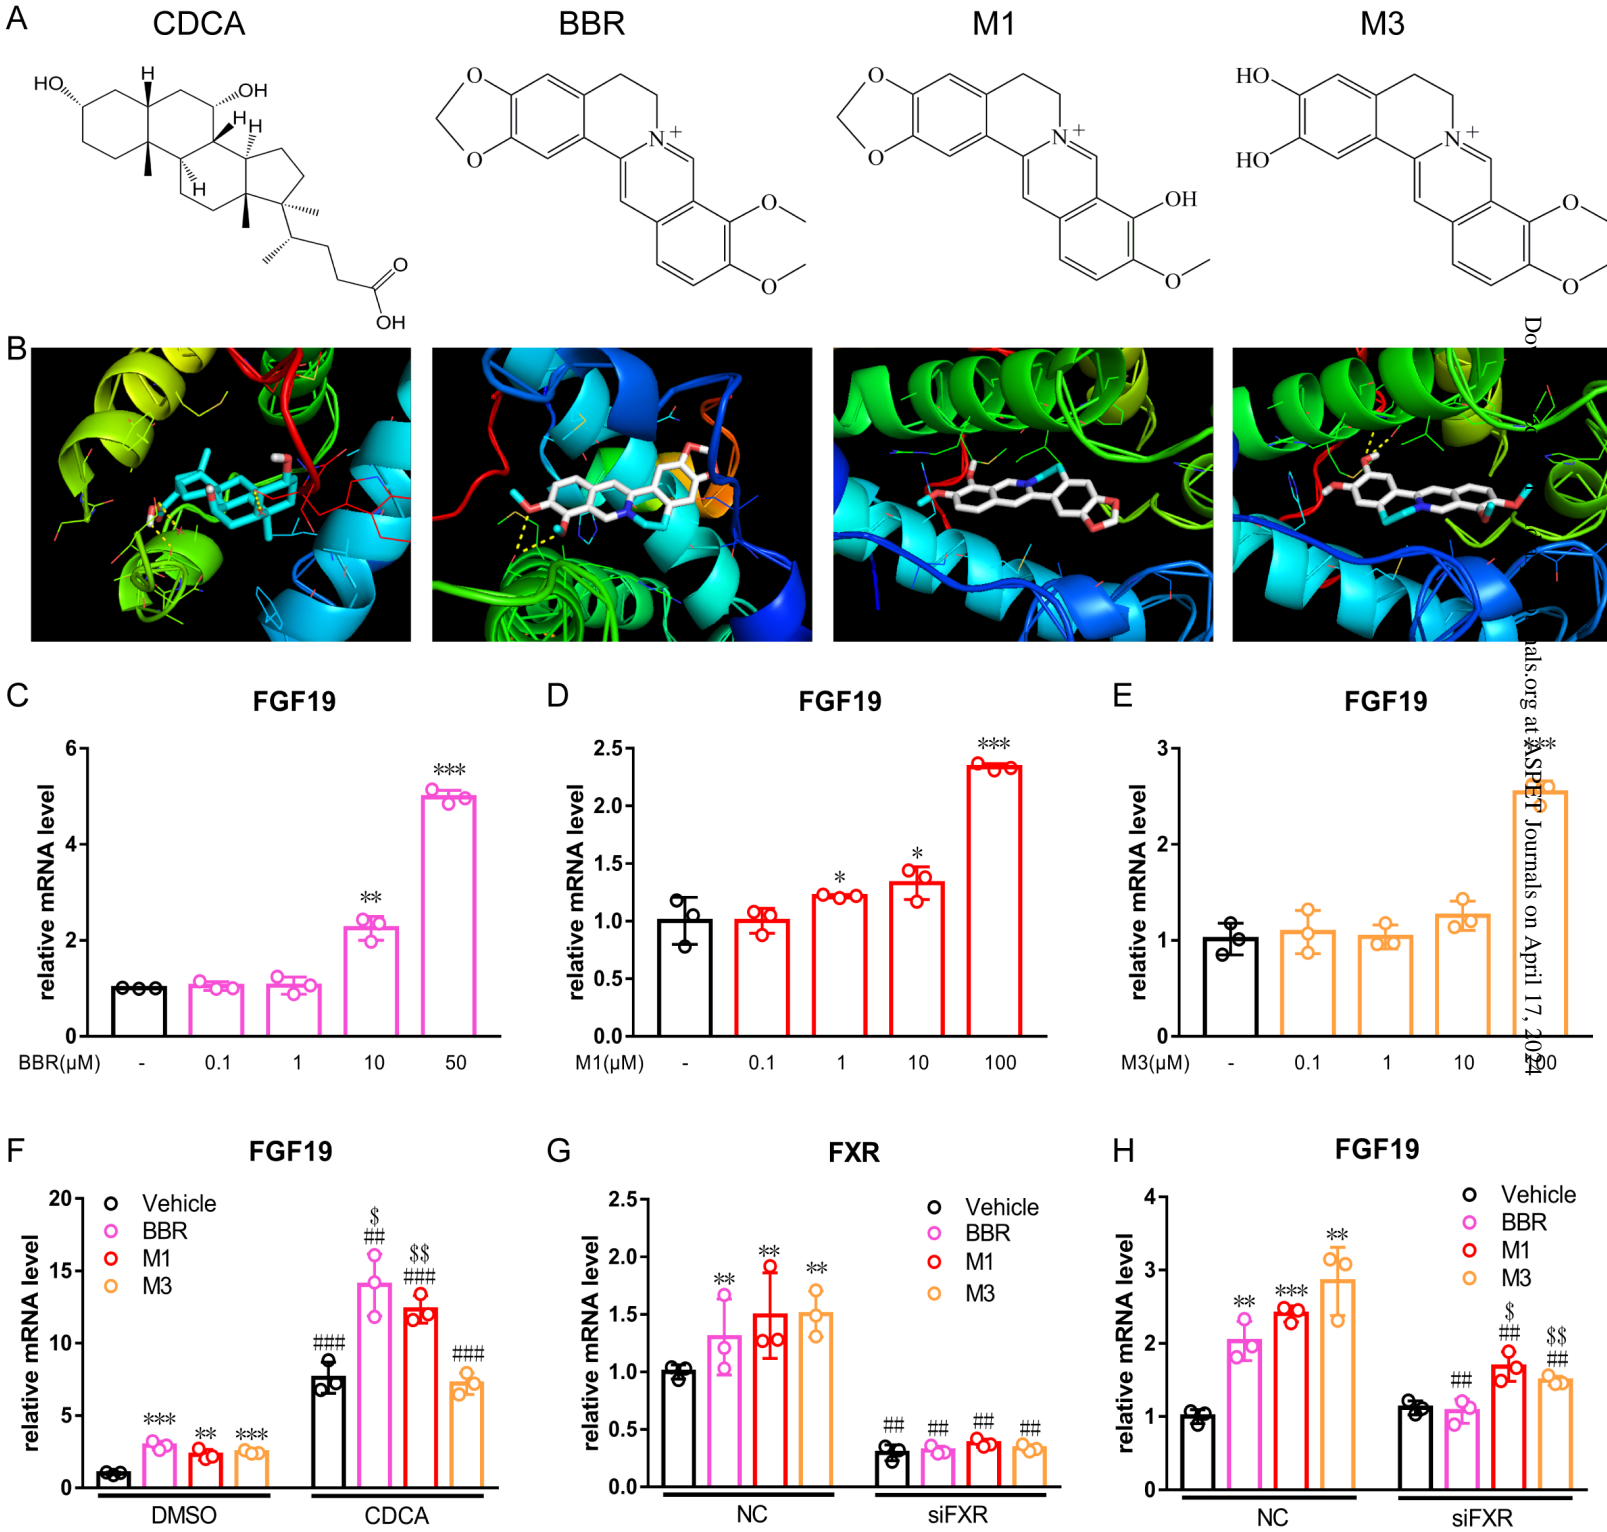 A
CDCA
BBR
M1
M3
HO
H
OH
H
H
H
O
OH
O
O
N+
O
O
O
O
N+
OH
O
HO
HO
N+
O
O
B
C
FGF19
relative mRNA level
6
4
2
0
**
***
BBR(μM)
-
0.1
1
10
50
D
FGF19
relative mRNA level
2.5
2.0
1.5
1.0
0.5
0.0
*
*
***
M1(μM)
-
0.1
1
10
100
E
FGF19
relative mRNA level
3
2
1
0
M3(μM)
-
0.1
1
10
nals.org at ASPET Journals on April 17, 2024
F
FGF19
relative mRNA level
20
15
10
5
0
Vehicle
BBR
M1
M3
***
**
***
###
$
##
$$
###
###
DMSO
CDCA
G
FXR
relative mRNA level
2.5
2.0
1.5
1.0
0.5
0.0
Vehicle
BBR
M1
M3
**
**
**
##
##
##
##
NC
siFXR
H
FGF19
relative mRNA level
4
3
2
1
0
Vehicle
BBR
M1
M3
**
***
**
##
$
##
$$
##
NC
siFXR